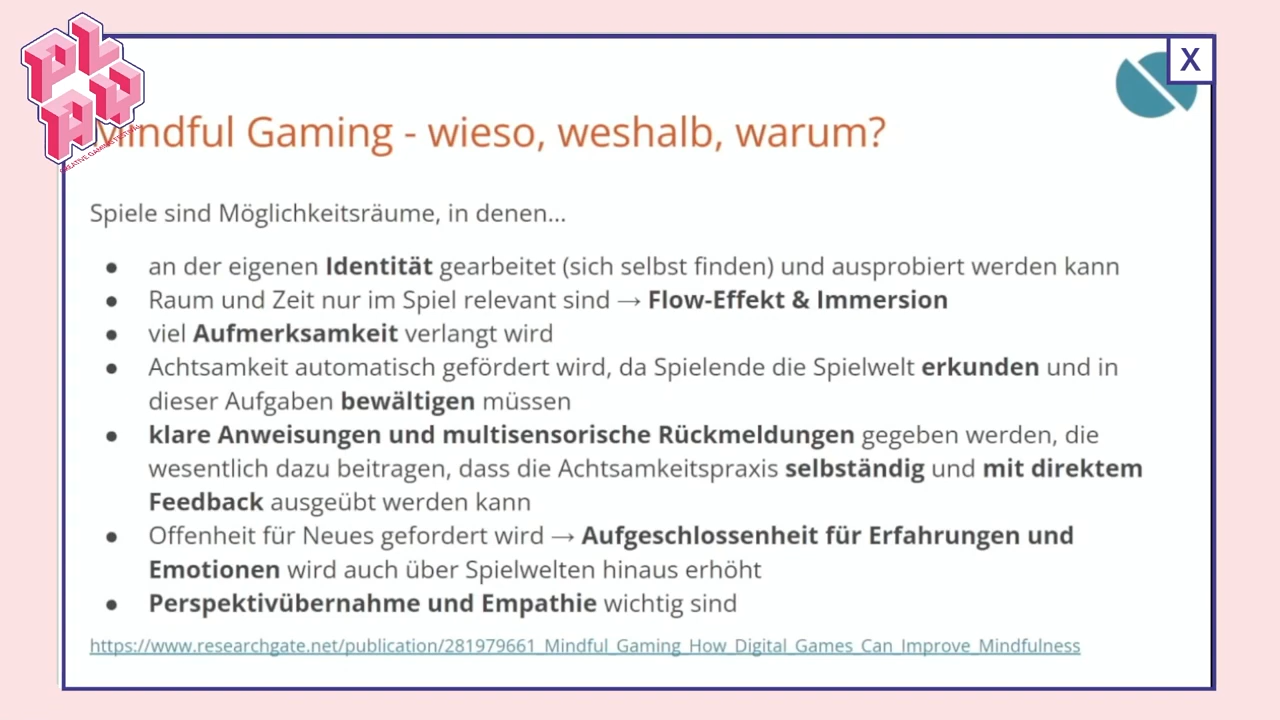 PLAY
CREATIVE GAMING FESTIVAL
X
Mindful Gaming - wieso, weshalb, warum?
Spiele sind Möglichkeitsräume, in denen...
● an der eigenen Identität gearbeitet (sich selbst finden) und ausprobiert werden kann
● Raum und Zeit nur im Spiel relevant sind → Flow-Effekt & Immersion
● viel Aufmerksamkeit verlangt wird
● Achtsamkeit automatisch gefördert wird, da Spielende die Spielwelt erkunden und in
dieser Aufgaben bewältigen müssen
● klare Anweisungen und multisensorische Rückmeldungen gegeben werden, die
wesentlich dazu beitragen, dass die Achtsamkeitspraxis selbständig und mit direktem
Feedback ausgeübt werden kann
● Offenheit für Neues gefordert wird → Aufgeschlossenheit für Erfahrungen und
Emotionen wird auch über Spielwelten hinaus erhöht
● Perspektivübernahme und Empathie wichtig sind
https://www.researchgate.net/publication/281979661_Mindful_Gaming_How_Digital_Games_Can_Improve_Mindfulness